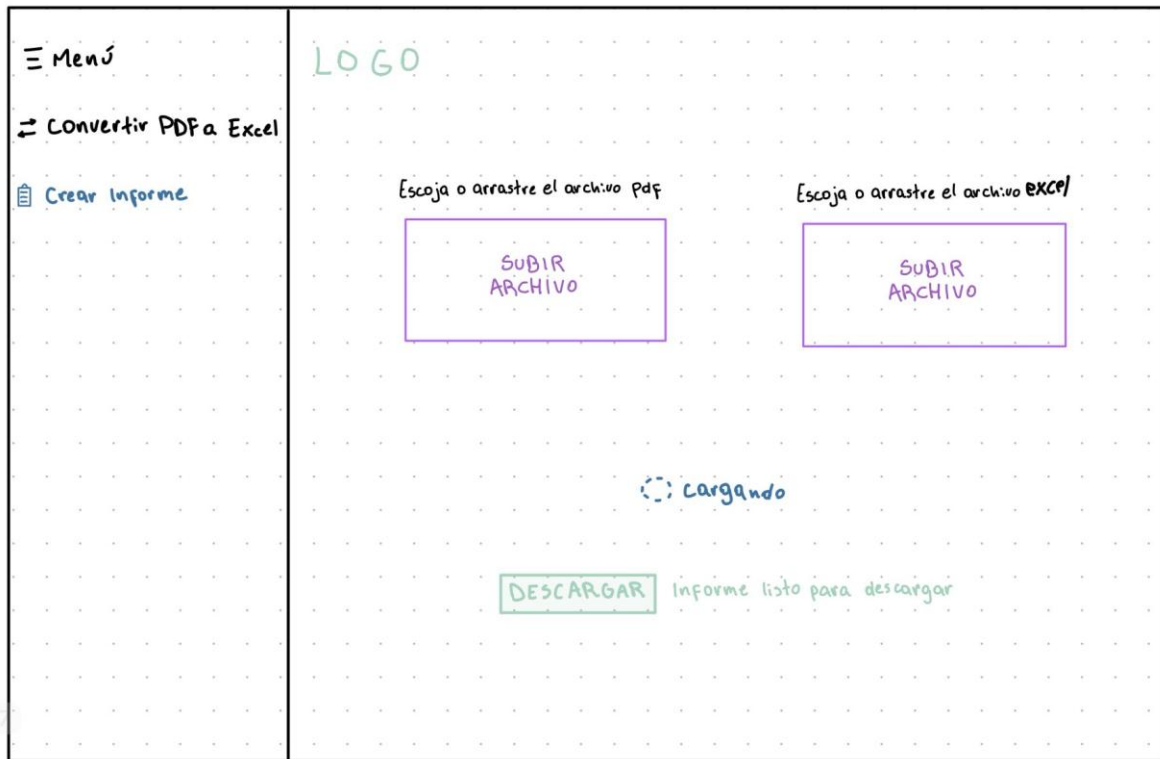 Menú
Convertir PDF a Excel
Crear Informe
LOGO
Escoja o arrastre el archivo pdf
SUBIR
ARCHIVO
Escoja o arrastre el archivo excel
SUBIR
ARCHIVO
cargando
DESCARGAR Informe listo para descargar